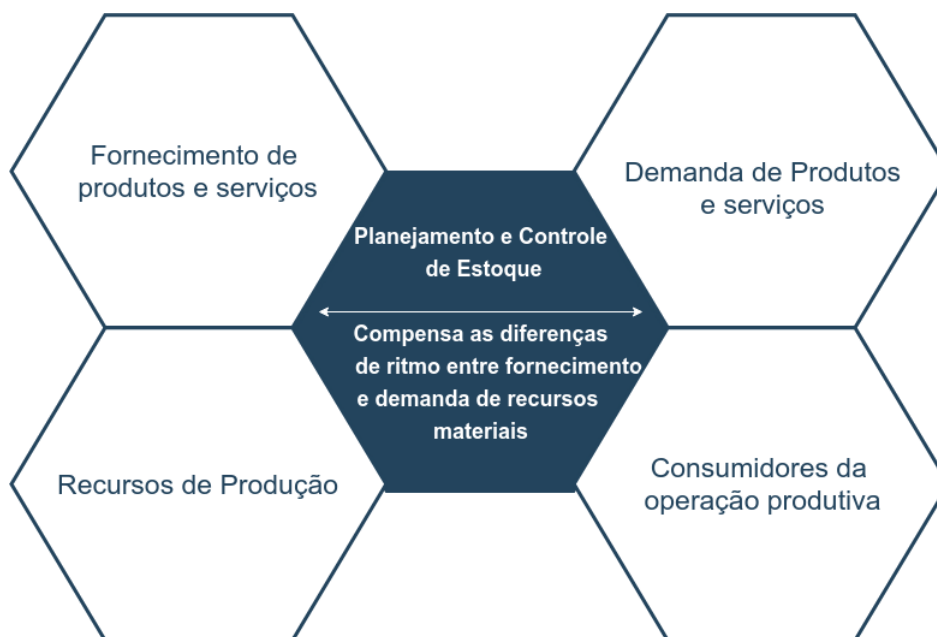 Fornecimento de
produtos e serviços
Demanda de Produtos
e serviços
Planejamento e Controle
de Estoque
Compensa as diferenças
de ritmo entre fornecimento
e demanda de recursos
materiais
Recursos de Produção
Consumidores da
operação produtiva